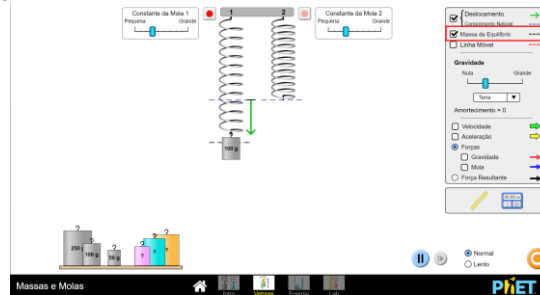 Constante da Mola 1
Pequena Grande
1 2
Constante da Mola 2
Pequena Grande
Deslocamento
Comprimento Natural
Massa de Equilíbrio
Linha Móvel
Gravidade
Nula Grande
Terra
Amortecimento = 0
Velocidade
Aceleração
Forças
Gravidade
Mola
Força Resultante
?
100 g
? ? ? ? ? ?
250 100 g 50 g
Normal
Lento
Massas e Molas
Intro Vetores Energia Lab
PhET